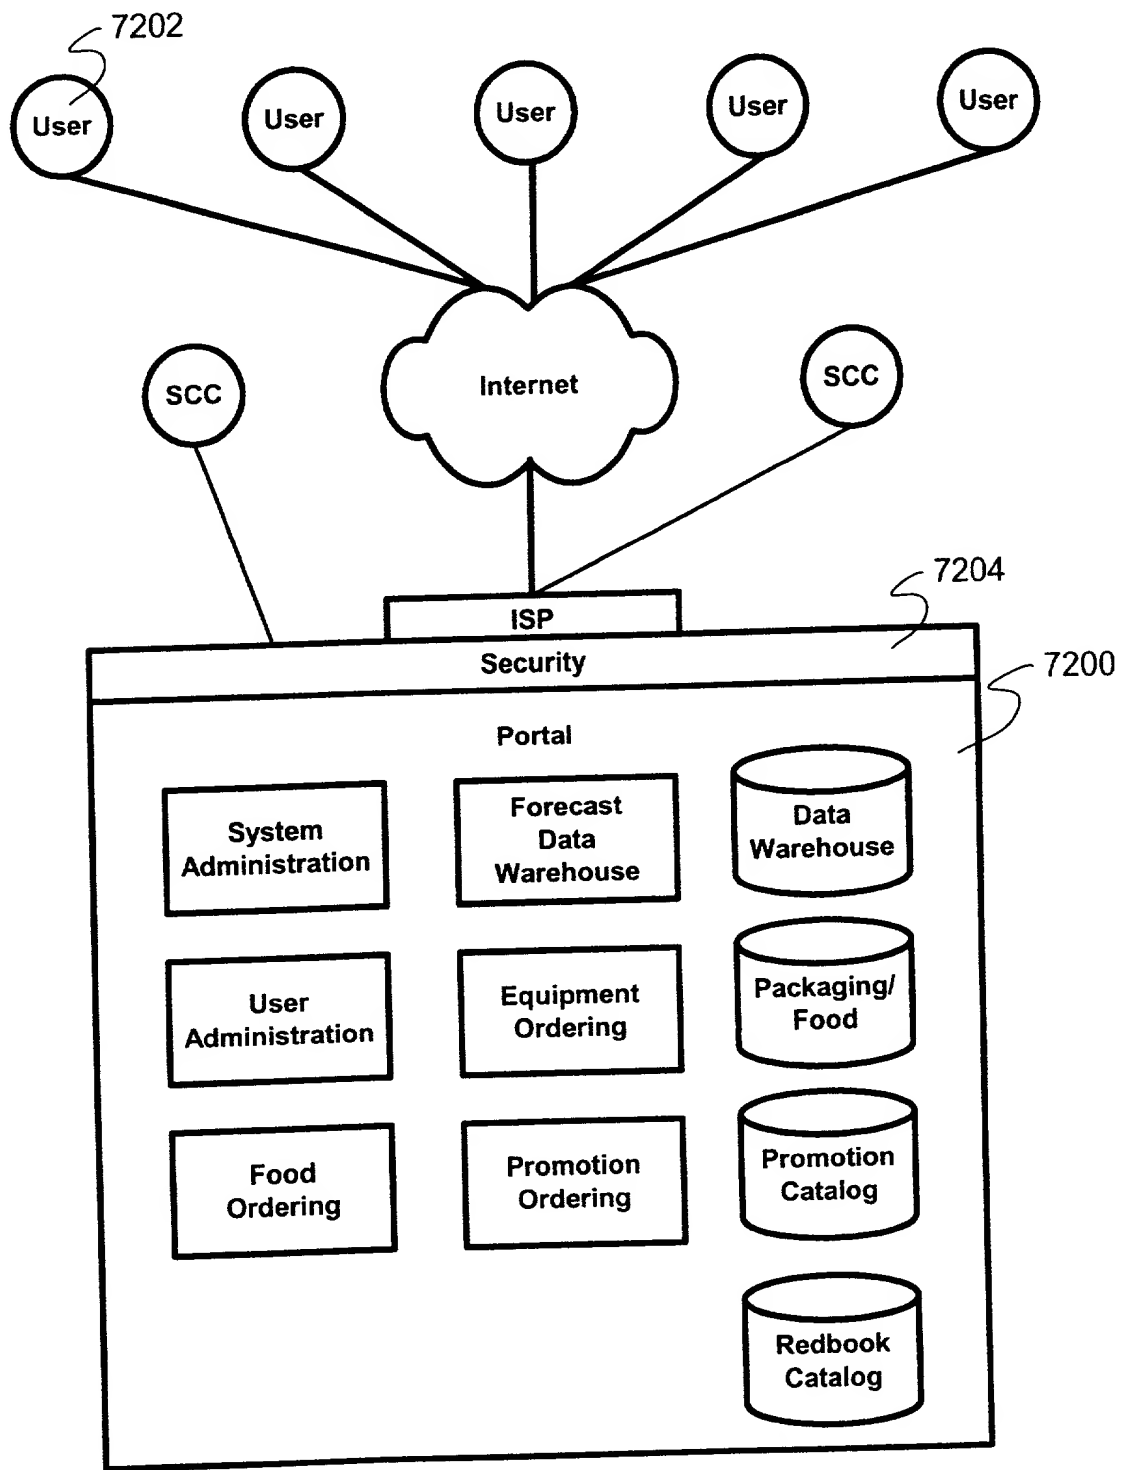 7202
User
User
User
User
User
Internet
SCC
SCC
7204
ISP
Security
7200
Portal
System
Administration
Forecast
Data
Warehouse
Data
Warehouse
User
Administration
Equipment
Ordering
Packaging/
Food
Food
Ordering
Promotion
Ordering
Promotion
Catalog
Redbook
Catalog